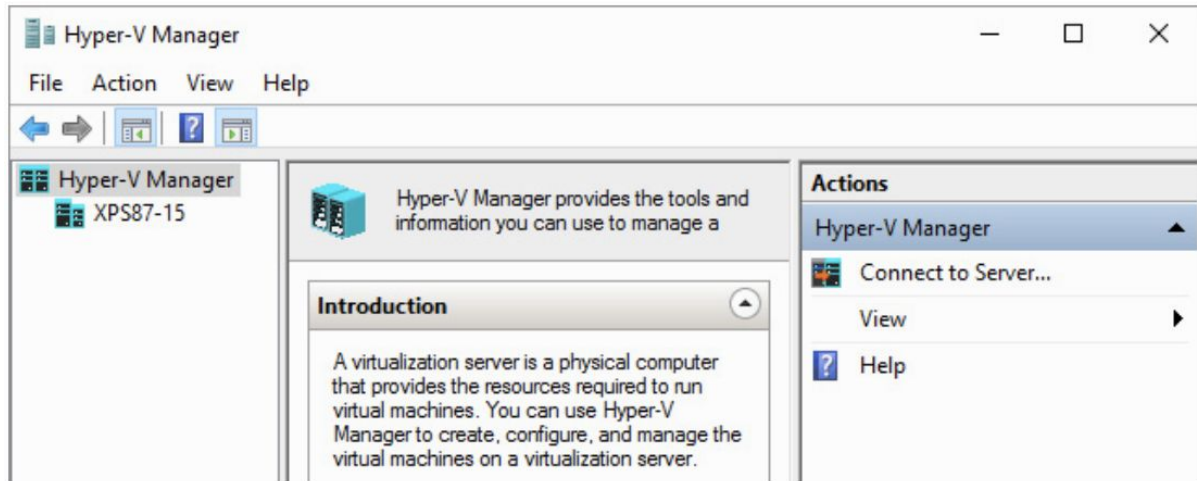 Hyper-V Manager
File Action View Help
Hyper-V Manager
XPS87-15
Hyper-V Manager provides the tools and
information you can use to manage a
Introduction
A virtualization server is a physical computer
that provides the resources required to run
virtual machines. You can use Hyper-V
Manager to create, configure, and manage the
virtual machines on a virtualization server.
Actions
Hyper-V Manager
Connect to Server...
View
Help